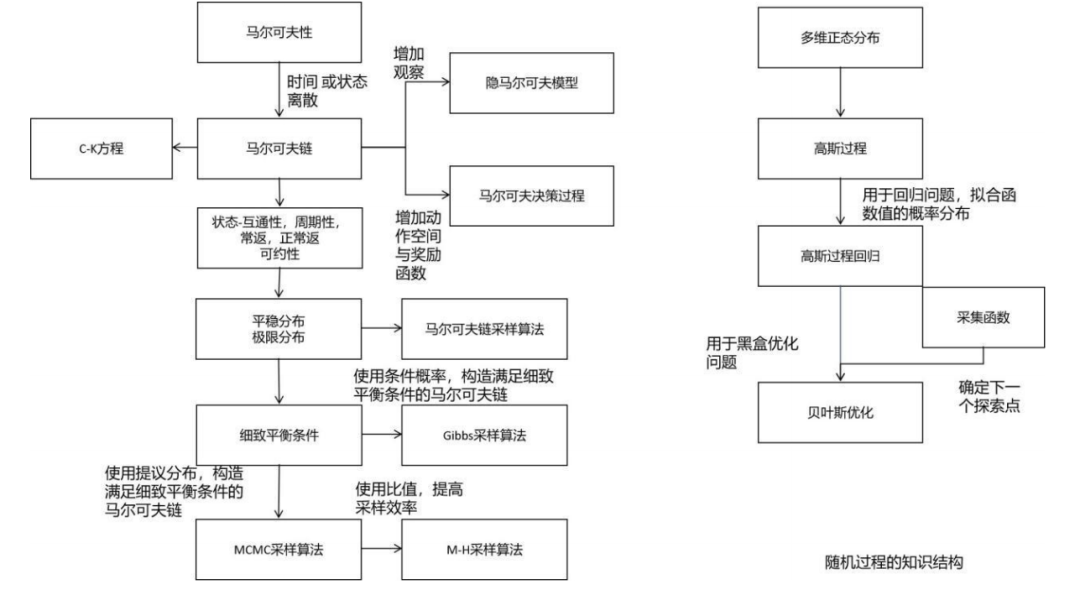 马尔可夫性
时间 或状态
离散
增加
观察
隐马尔可夫模型
C-K方程
马尔可夫链
马尔可夫决策过程
增加动
作空间
与奖励
函数
状态-互通性，周期性，
常返，正常返
可约性
平稳分布
极限分布
马尔可夫链采样算法
使用条件概率，构造满足细致
平衡条件的马尔可夫链
细致平衡条件
Gibbs采样算法
使用提议分布，构造
满足细致平衡条件的
马尔可夫链
使用比值，提高
采样效率
MCMC采样算法
M-H采样算法
多维正态分布
高斯过程
用于回归问题，拟合函
数值的概率分布
高斯过程回归
采集函数
用于黑盒优化
问题
确定下一
个探索点
贝叶斯优化
随机过程的知识结构